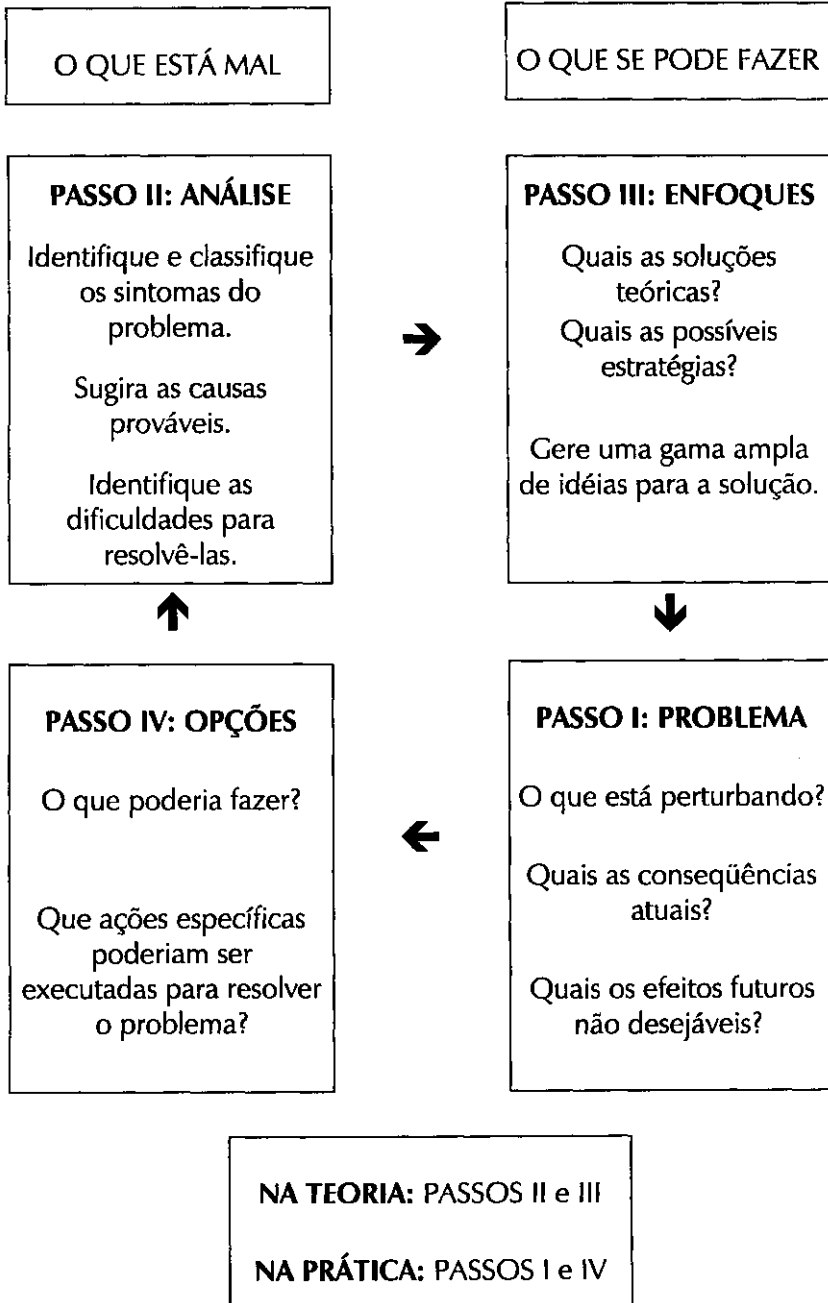 O QUE ESTÁ MAL
O QUE SE PODE FAZER
PASSO II: ANÁLISE
Identifique e classifique
os sintomas do
problema.
Sugira as causas
prováveis.
Identifique as
dificuldades para
resolvê-las.
PASSO III: ENFOQUES
Quais as soluções
teóricas?
Quais as possíveis
estratégias?
Gere uma gama ampla
de idéias para a solução.
PASSO IV: OPÇÕES
O que poderia fazer?
Que ações específicas
poderiam ser
executadas para resolver
o problema?
PASSO I: PROBLEMA
O que está perturbando?
Quais as conseqüências
atuais?
Quais os efeitos futuros
não desejáveis?
NA TEORIA: PASSOS II e III
NA PRÁTICA: PASSOS I e IV